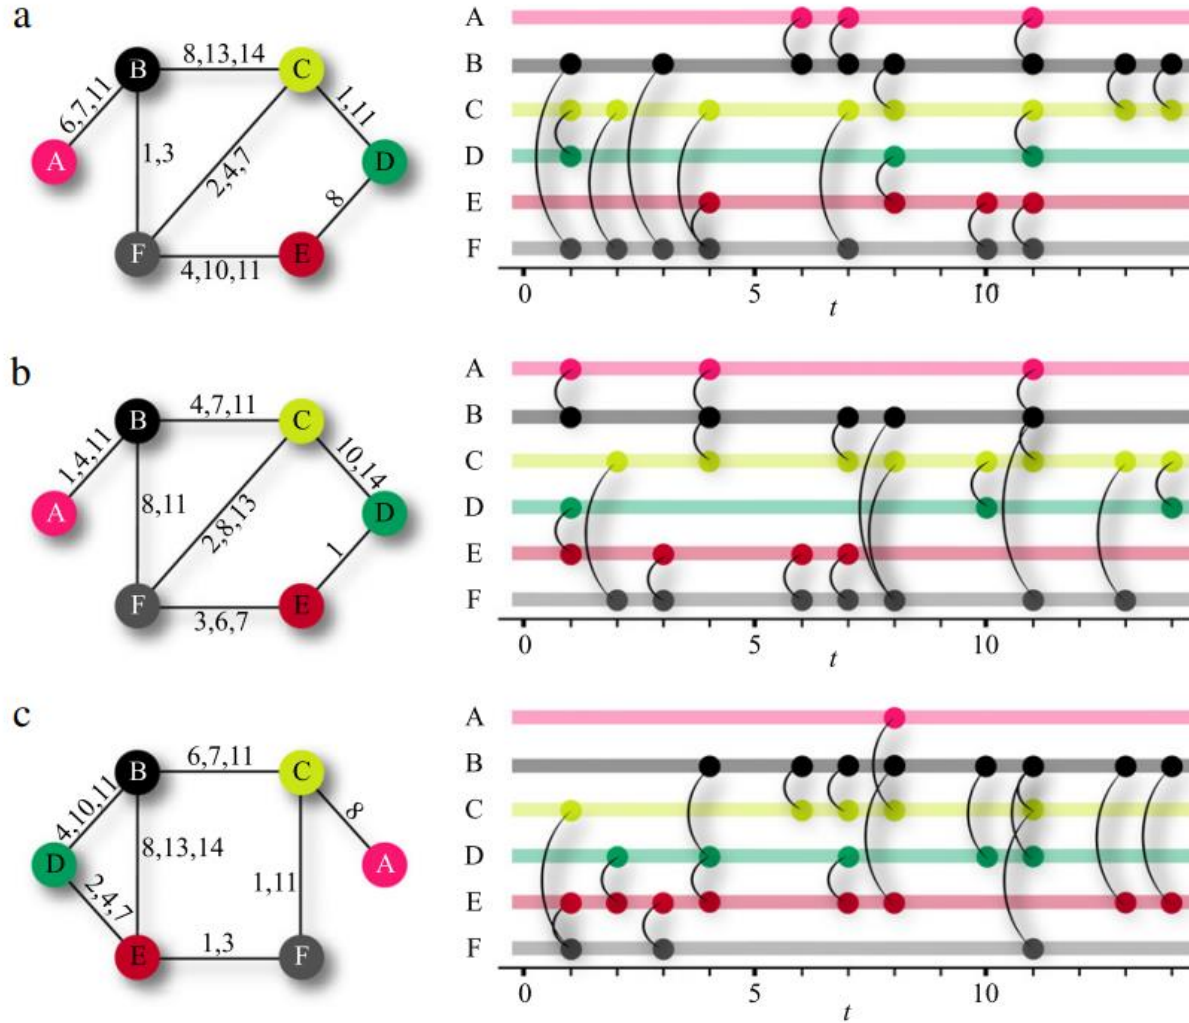 a
B
8,13,14
C
6,7,11
1,11
A
1,3
2,4,7
D
8
F
4,10,11
E
A
B
C
D
E
F
0
5
10
t
b
B
4,7,11
C
1,4,11
10,14
A
8,11
2,8,13
D
1
F
3,6,7
E
A
B
C
D
E
F
0
5
10
t
c
B
6,7,11
C
4,10,11
8
D
8,13,14
A
2,4,7
1,11
E
1,3
F
A
B
C
D
E
F
0
5
10
t